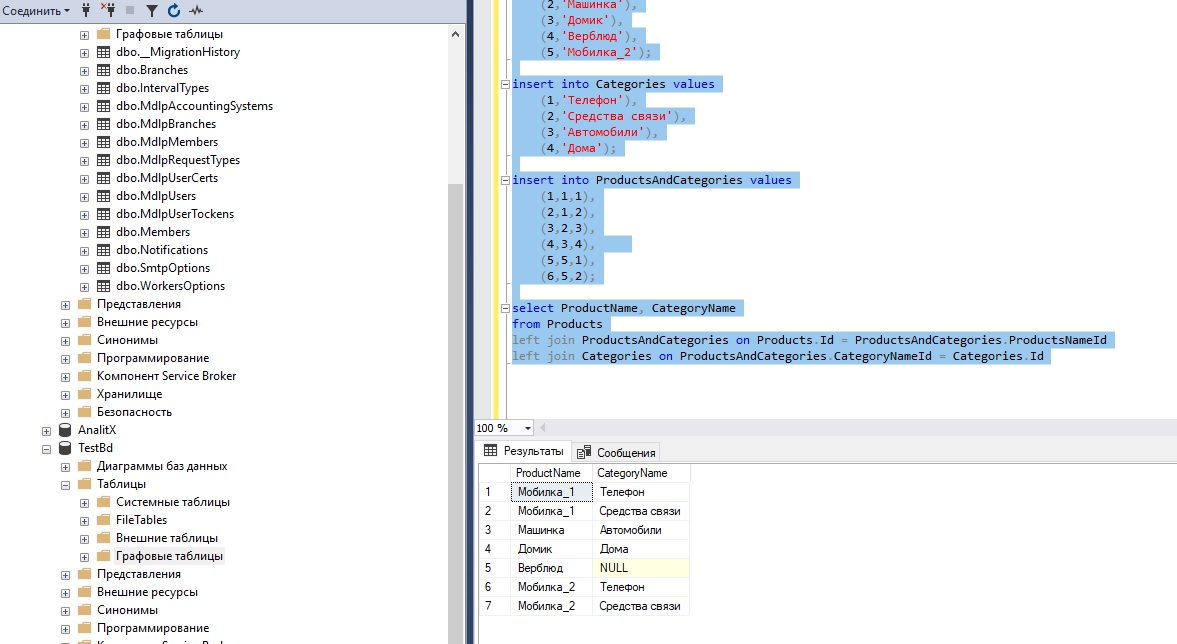 Соединить
Графовые таблицы
dbo.__MigrationHistory
dbo.Branches
dbo.IntervalTypes
dbo.MdlpAccountingSystems
dbo.MdlpBranches
dbo.MdlpMembers
dbo.MdlpRequestTypes
dbo.MdlpUserCerts
dbo.MdlpUsers
dbo.MdlpUserTockens
dbo.Members
dbo.Notifications
dbo.SmtpOptions
dbo.WorkersOptions
Представления
Внешние ресурсы
Синонимы
Программирование
Компонент Service Broker
Хранилище
Безопасность
AnalitX
TestBd
Диаграммы баз данных
Таблицы
Системные таблицы
FileTables
Внешние таблицы
Графовые таблицы
Представления
Внешние ресурсы
Синонимы
Программирование
(2,'Машинка'),
(3,'Домик'),
(4,'Верблюд'),
(5,'Мобилка_2');
insert into Categories values
(1,'Телефон'),
(2,'Средства связи'),
(3,'Автомобили'),
(4,'Дома');
insert into ProductsAndCategories values
(1,1,1),
(2,1,2),
(3,2,3),
(4,3,4),
(5,5,1),
(6,5,2);
select ProductName, CategoryName
from Products
left join ProductsAndCategories on Products.Id = ProductsAndCategories.ProductsNameId
left join Categories on ProductsAndCategories.CategoryNameId = Categories.Id
100 %
Результаты Сообщения
ProductName CategoryName
1 Мобилка_1 Телефон
2 Мобилка_1 Средства связи
3 Машинка Автомобили
4 Домик Дома
5 Верблюд NULL
6 Мобилка_2 Телефон
7 Мобилка_2 Средства связи